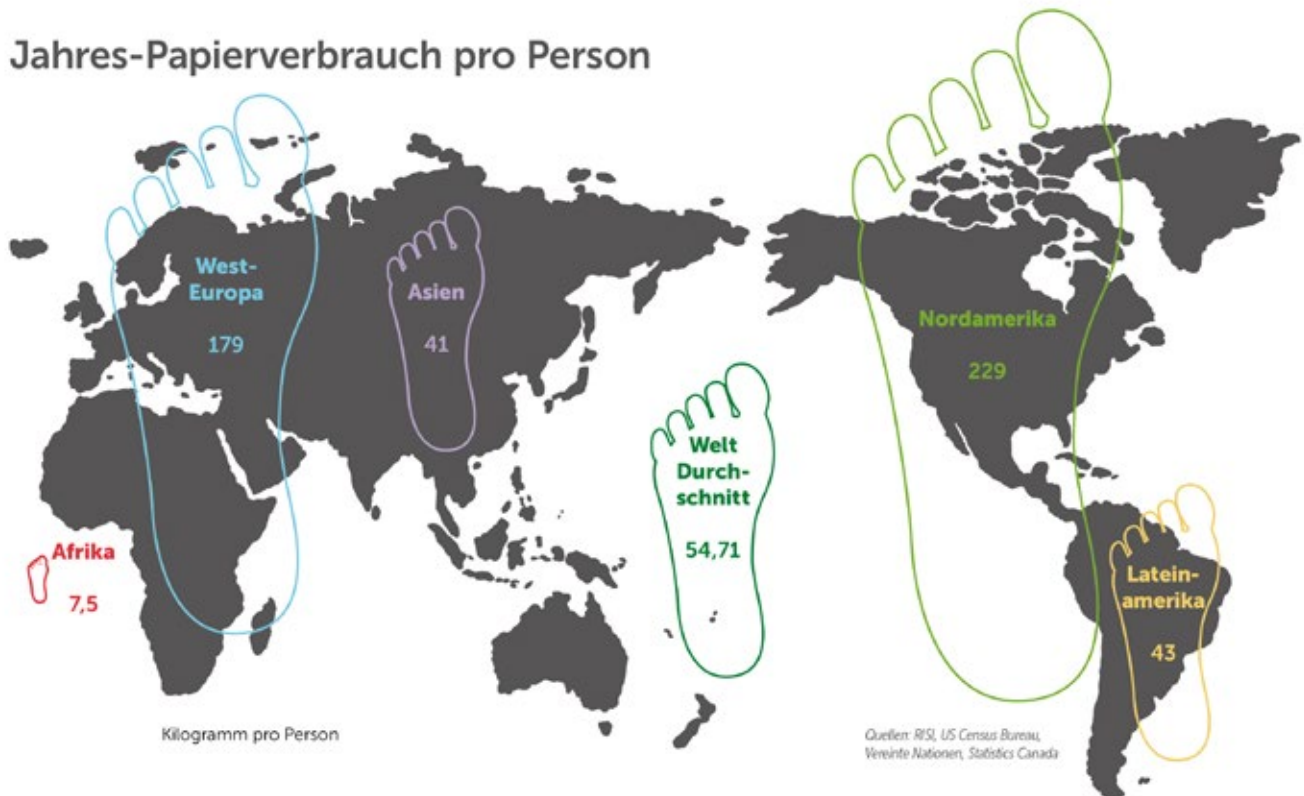 Jahres-Papierverbrauch pro Person
West-
Europa
179
Asien
41
Nordamerika
229
Welt
Durch-
schnitt
54,71
Afrika
7,5
Latein-
amerika
43
Kilogramm pro Person
Quellen: RISI, US Census Bureau,
Vereinte Nationen, Statistics Canada